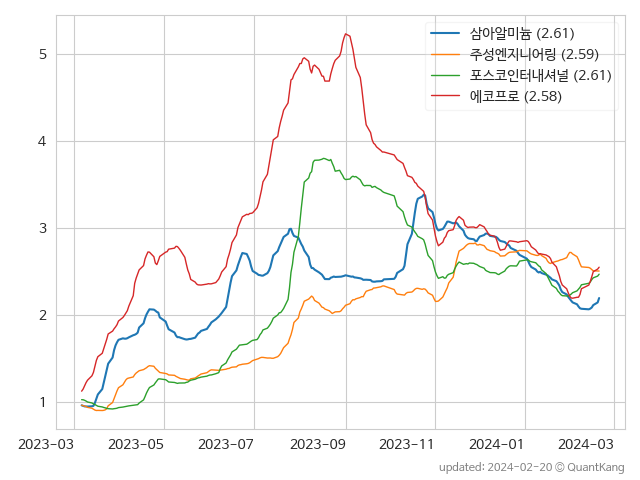 삼아알미늄 (2.61)
주성엔지니어링 (2.59)
포스코인터내셔널 (2.61)
에코프로 (2.58)
5
4
3
2
1
2023-03 2023-05 2023-07 2023-09 2023-11 2024-01 2024-03
updated: 2024-02-20 © QuantKang